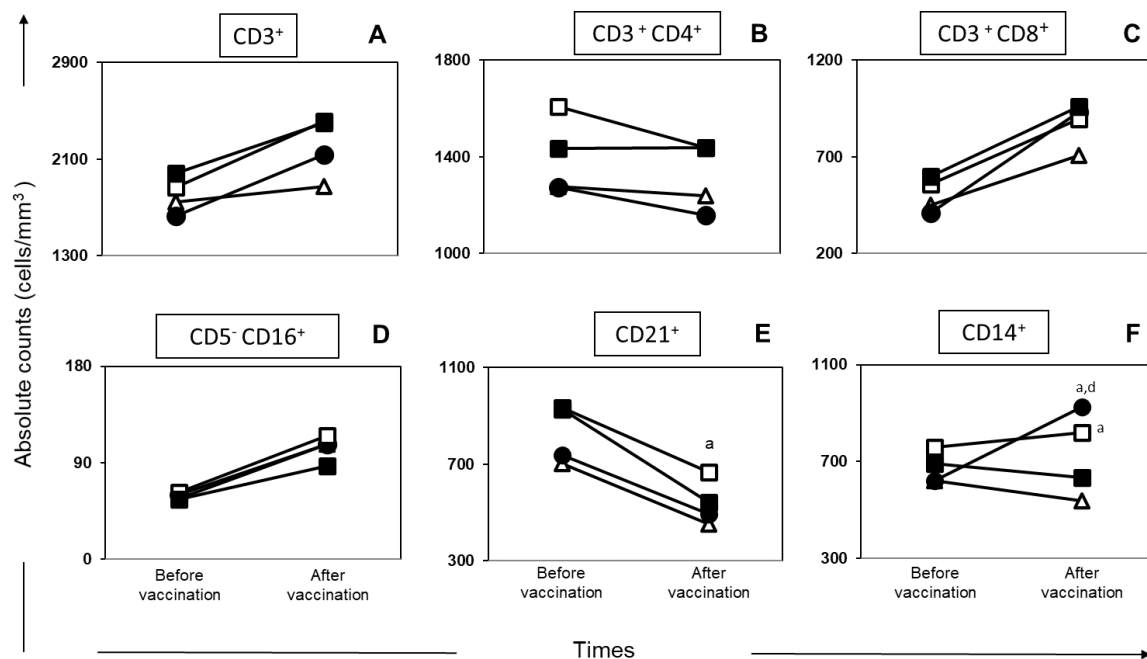 CD3⁺ A
2900
2100
1300
CD3⁺ CD4⁺ B
1800
1400
1000
CD3⁺ CD8⁺ C
1200
700
200
CD5⁻ CD16⁺ D
180
90
0
Before
vaccination
After
vaccination
CD21⁺ E
1100
700
300
a
Before
vaccination
After
vaccination
CD14⁺ F
1100
700
300
a,d
a
Before
vaccination
After
vaccination
Absolute counts (cells/mm³)
Times